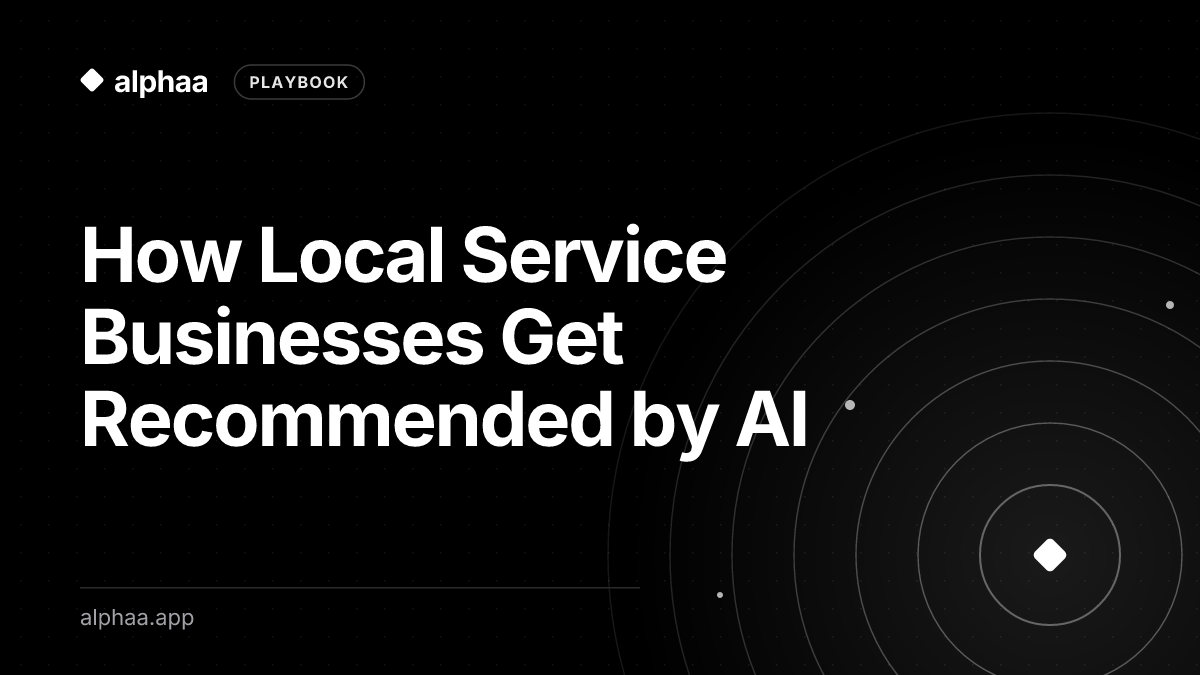 alphaa PLAYBOOK
How Local Service
Businesses Get
Recommended by AI
alphaa.app